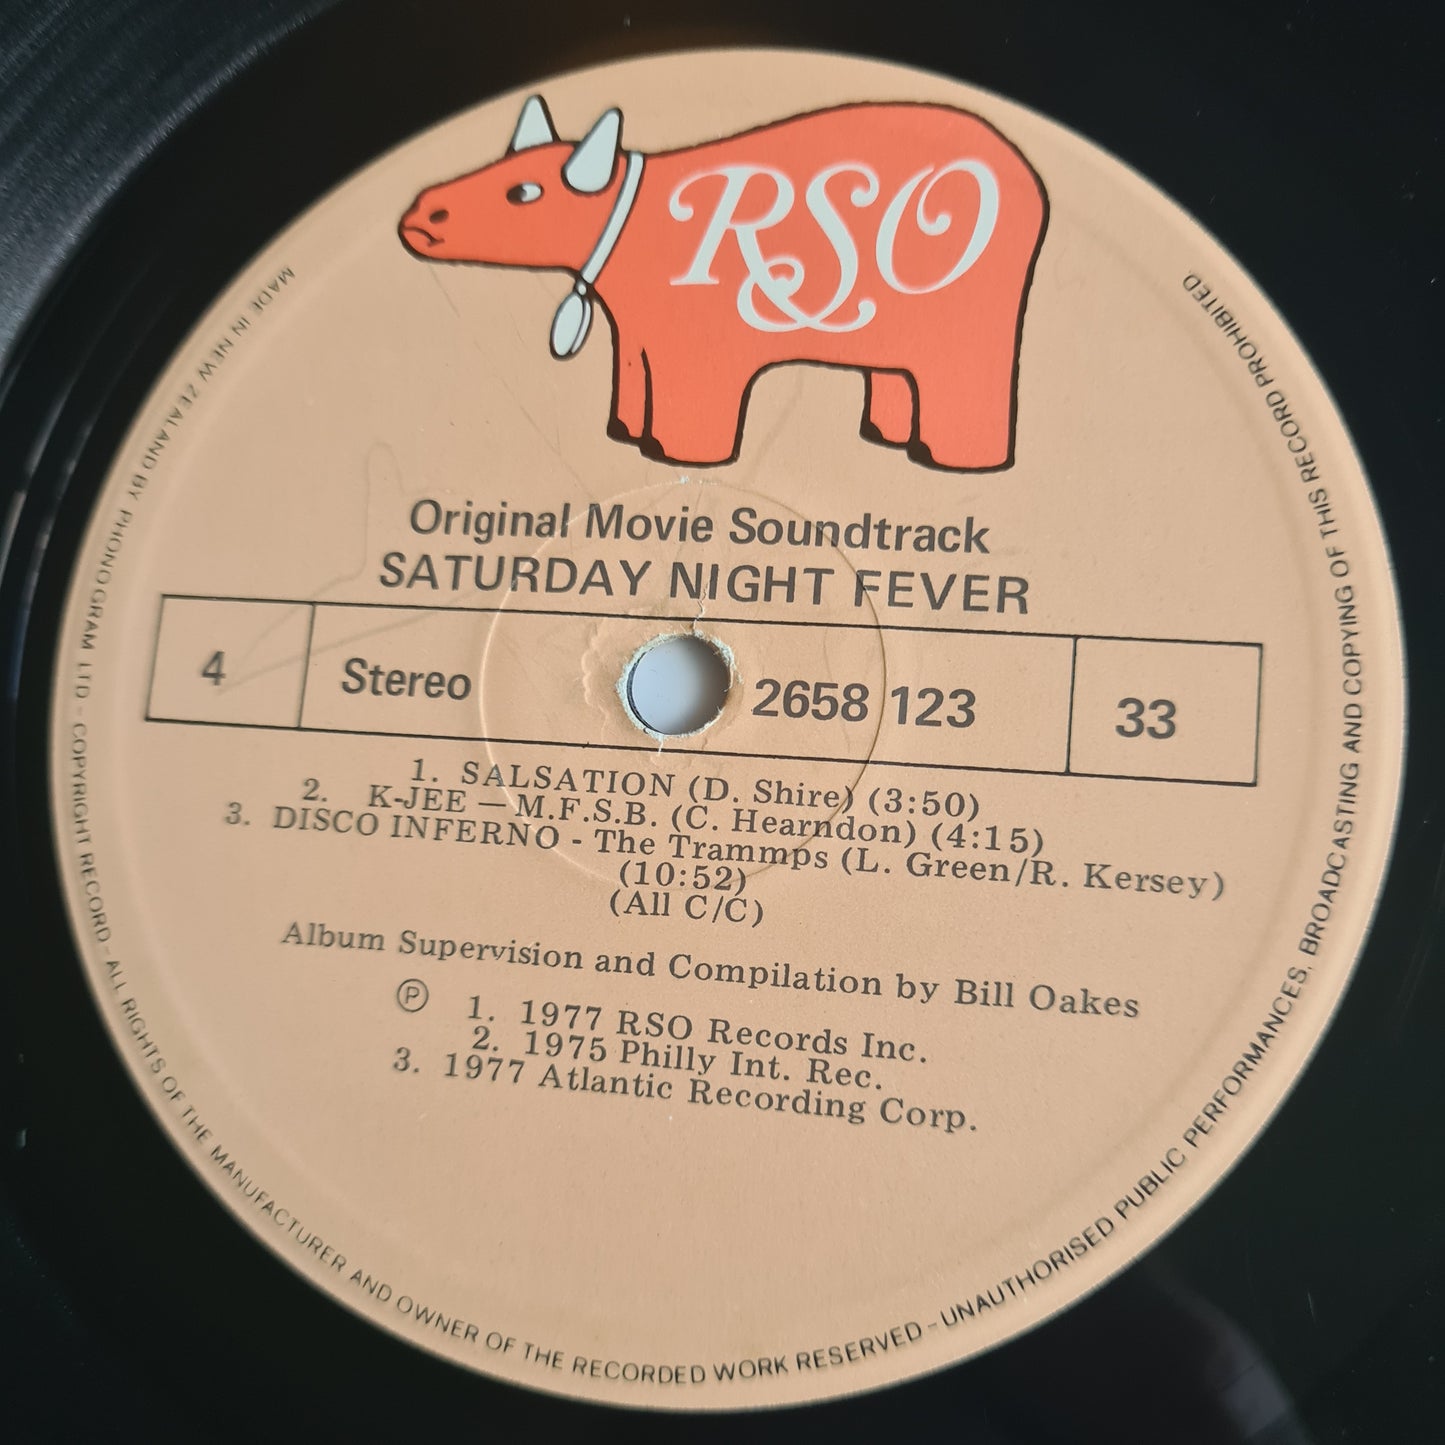 RSO
Original Movie Soundtrack
SATURDAY NIGHT FEVER
4 Stereo 2658 123 33
1. SALSATION (D. Shire) (3:50)
2. K-JEE — M.F.S.B. (C. Hearndon) (4:15)
3. DISCO INFERNO - The Trammps (L. Green/R. Kersey)
(10:52)
(All C/C)
Album Supervision and Compilation by Bill Oakes
℗ 1. 1977 RSO Records Inc.
2. 1975 Philly Int. Rec.
3. 1977 Atlantic Recording Corp.
MADE IN NEW ZEALAND BY PHONOGRAM LTD - COPYRIGHT RECORD - ALL RIGHTS OF THE MANUFACTURER AND OWNER OF THE RECORDED WORK RESERVED - UNAUTHORISED PUBLIC PERFORMANCES, BROADCASTING AND COPYING OF THIS RECORD PROHIBITED